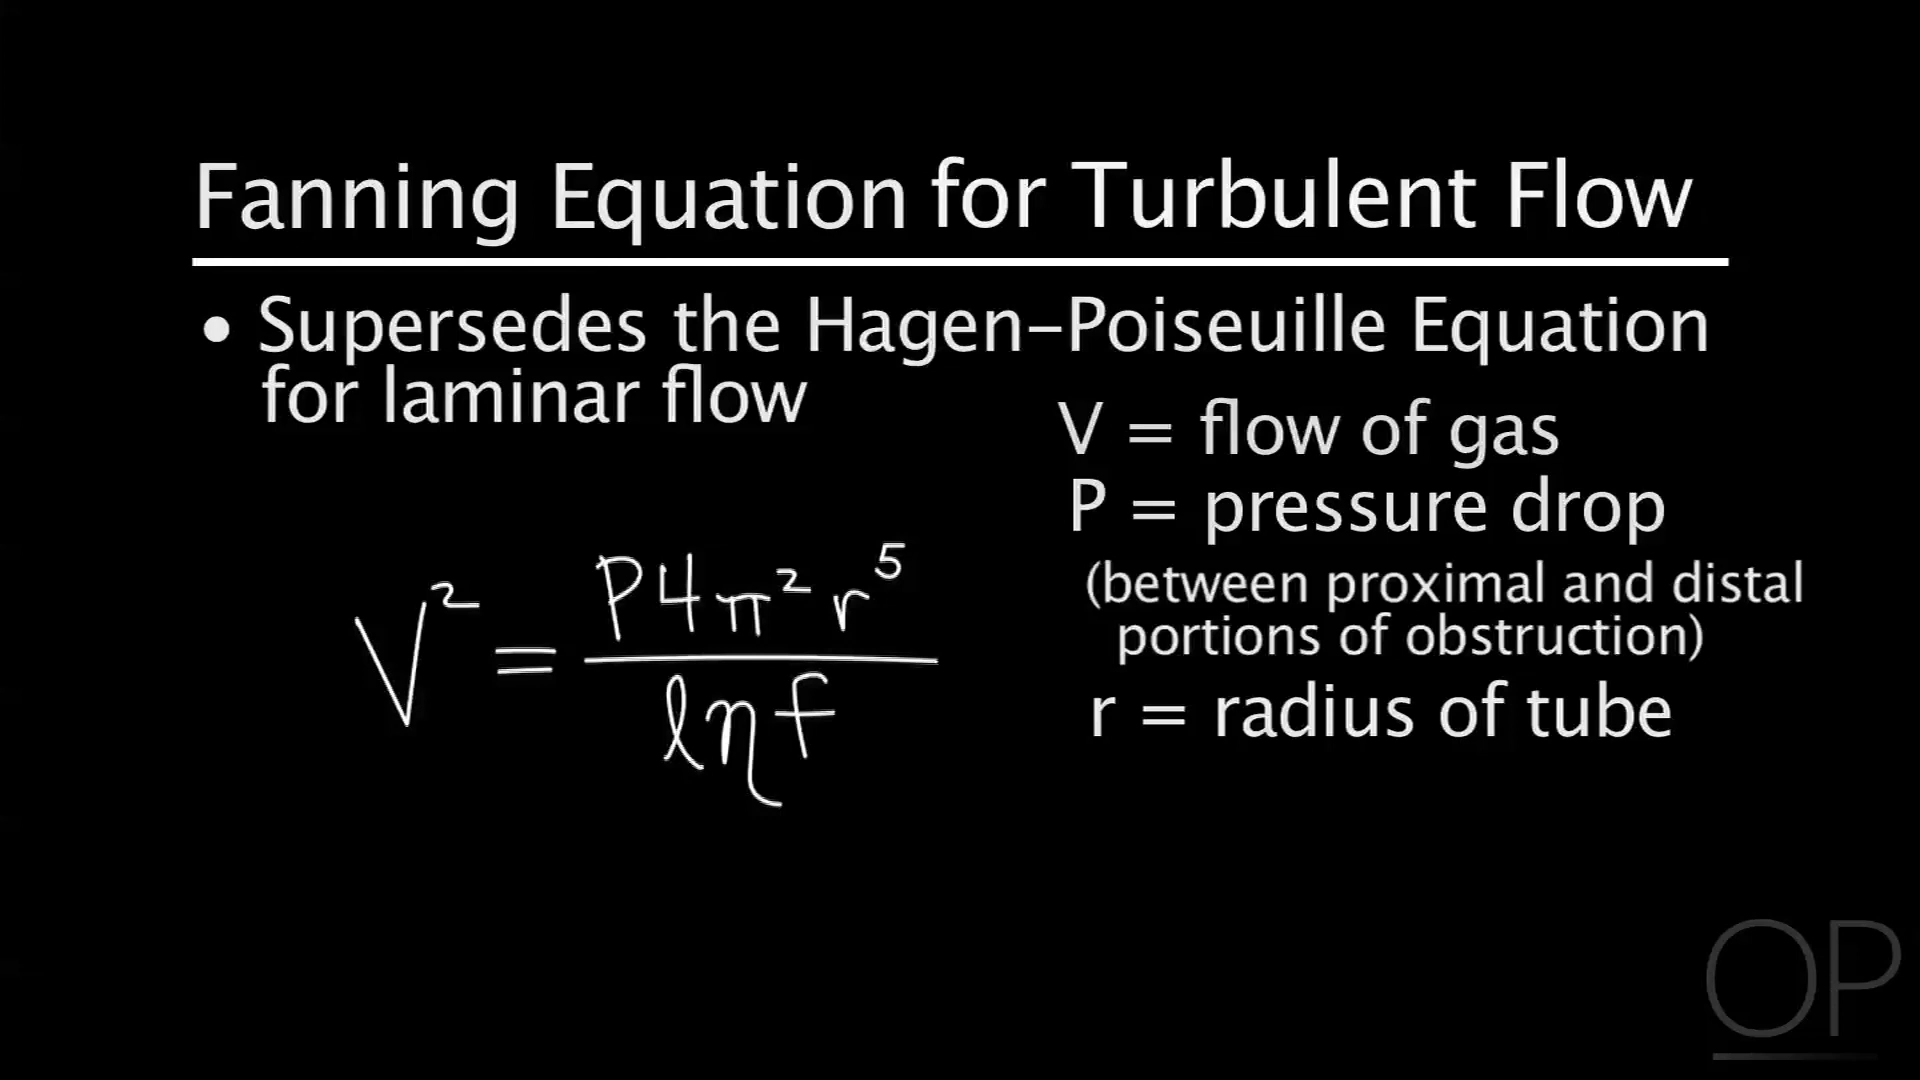 Fanning Equation for Turbulent Flow
• Supersedes the Hagen-Poiseuille Equation
for laminar flow
V = flow of gas
P = pressure drop
(between proximal and distal
portions of obstruction)
r = radius of tube
V² = P4π²r⁵
lηf
OP